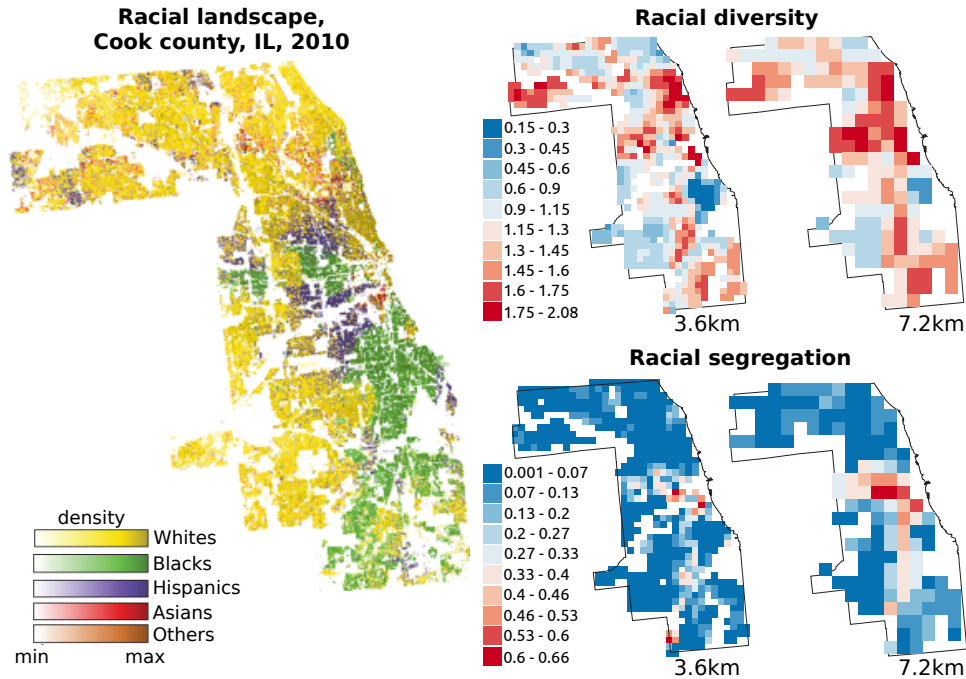 Racial landscape,
Cook county, IL, 2010
density
Whites
Blacks
Hispanics
Asians
Others
min max
Racial diversity
0.15 - 0.3
0.3 - 0.45
0.45 - 0.6
0.6 - 0.9
0.9 - 1.15
1.15 - 1.3
1.3 - 1.45
1.45 - 1.6
1.6 - 1.75
1.75 - 2.08
3.6km 7.2km
Racial segregation
0.001 - 0.07
0.07 - 0.13
0.13 - 0.2
0.2 - 0.27
0.27 - 0.33
0.33 - 0.4
0.4 - 0.46
0.46 - 0.53
0.53 - 0.6
0.6 - 0.66
3.6km 7.2km